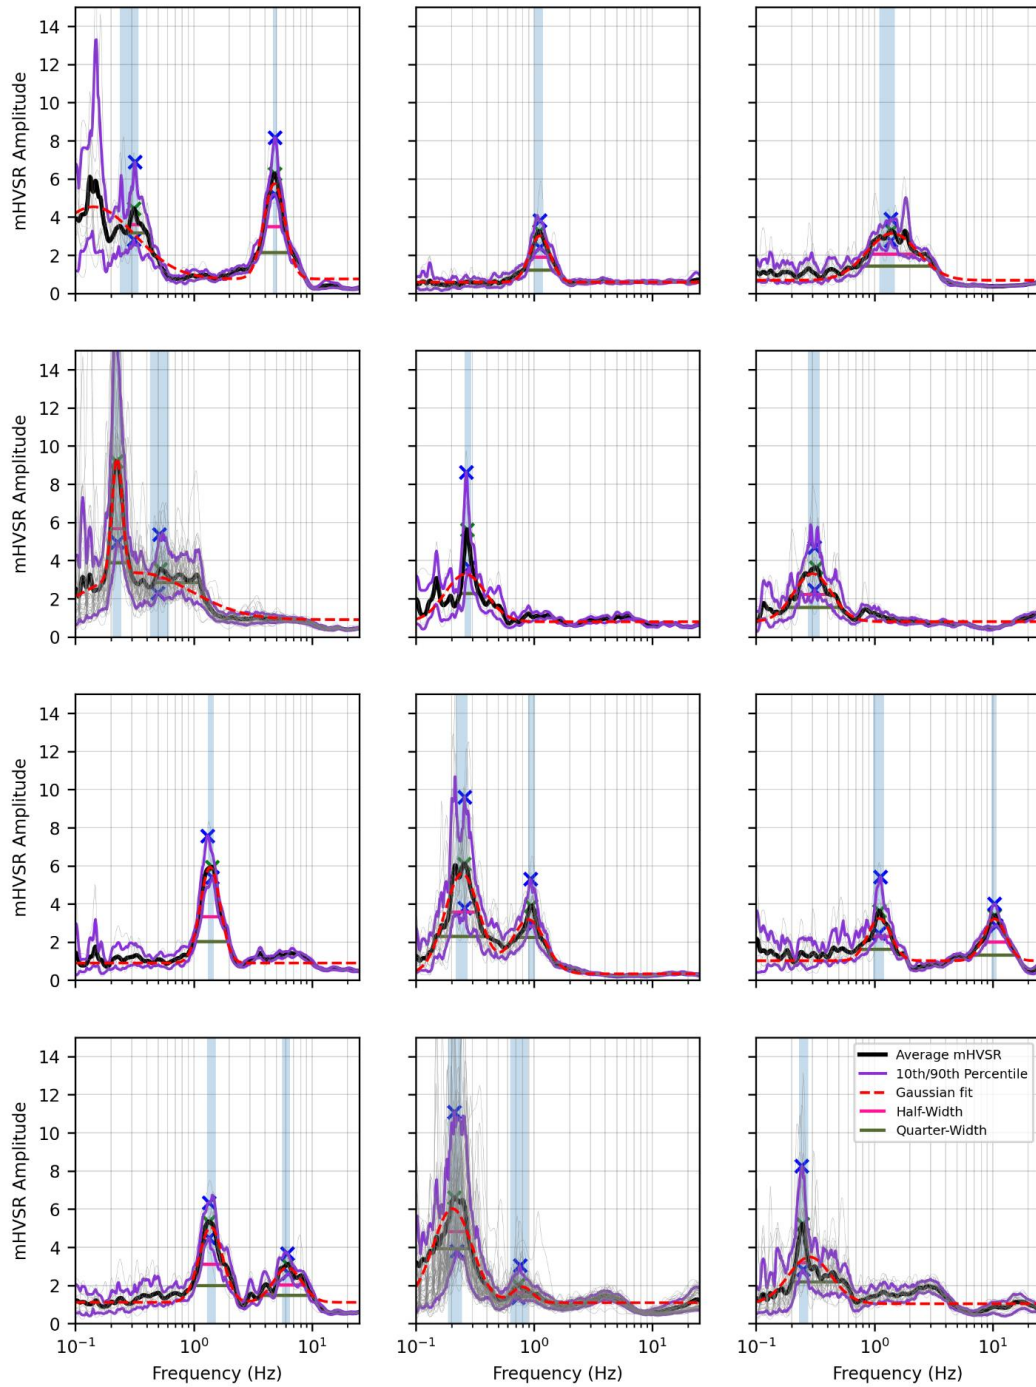 mHVSR Amplitude
14
12
10
8
6
4
2
0
mHVSR Amplitude
14
12
10
8
6
4
2
0
mHVSR Amplitude
14
12
10
8
6
4
2
0
mHVSR Amplitude
14
12
10
8
6
4
2
0
Average mHVSR
10th/90th Percentile
Gaussian fit
Half-Width
Quarter-Width
10⁻¹ 10⁰ 10¹ 10⁻¹ 10⁰ 10¹ 10⁻¹ 10⁰ 10¹
Frequency (Hz) Frequency (Hz) Frequency (Hz)